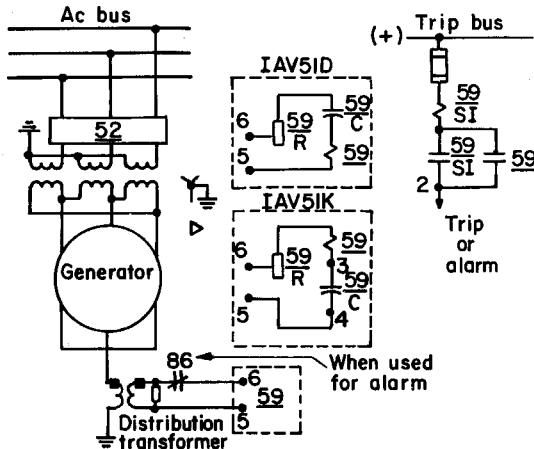 Ac bus
52
Generator
86
Distribution
transformer
When used
for alarm
6
59
5
IAV51D
6
59
R
5
59
C
59
IAV51K
6
59
R
5
59
3
59
C
4
(+)
Trip bus
59
SI
59
SI
59
2
Trip
or
alarm